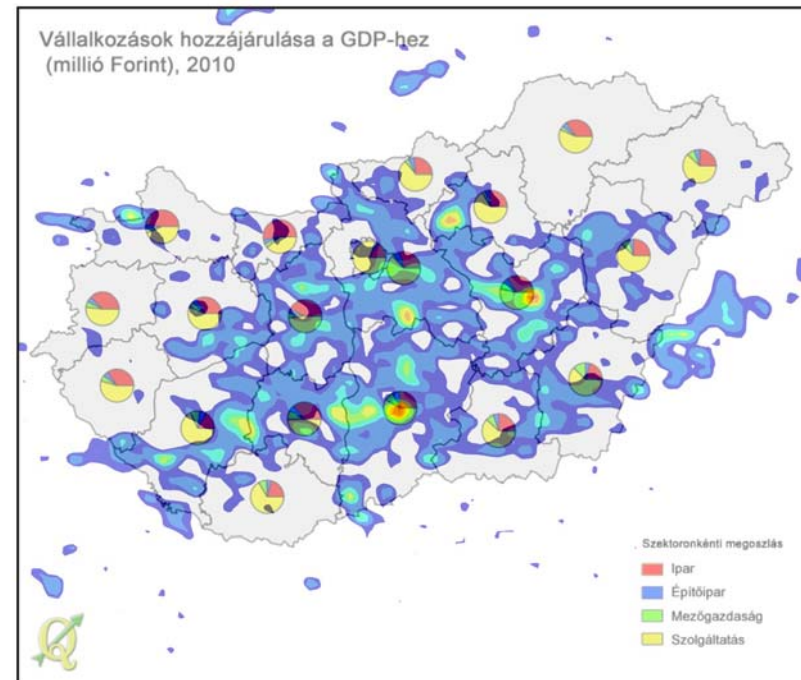 Vállalkozások hozzájárulása a GDP-hez
(millió Forint), 2010
Szektoronkénti megoszlás
Ipar
Építőipar
Mezőgazdaság
Szolgáltatás